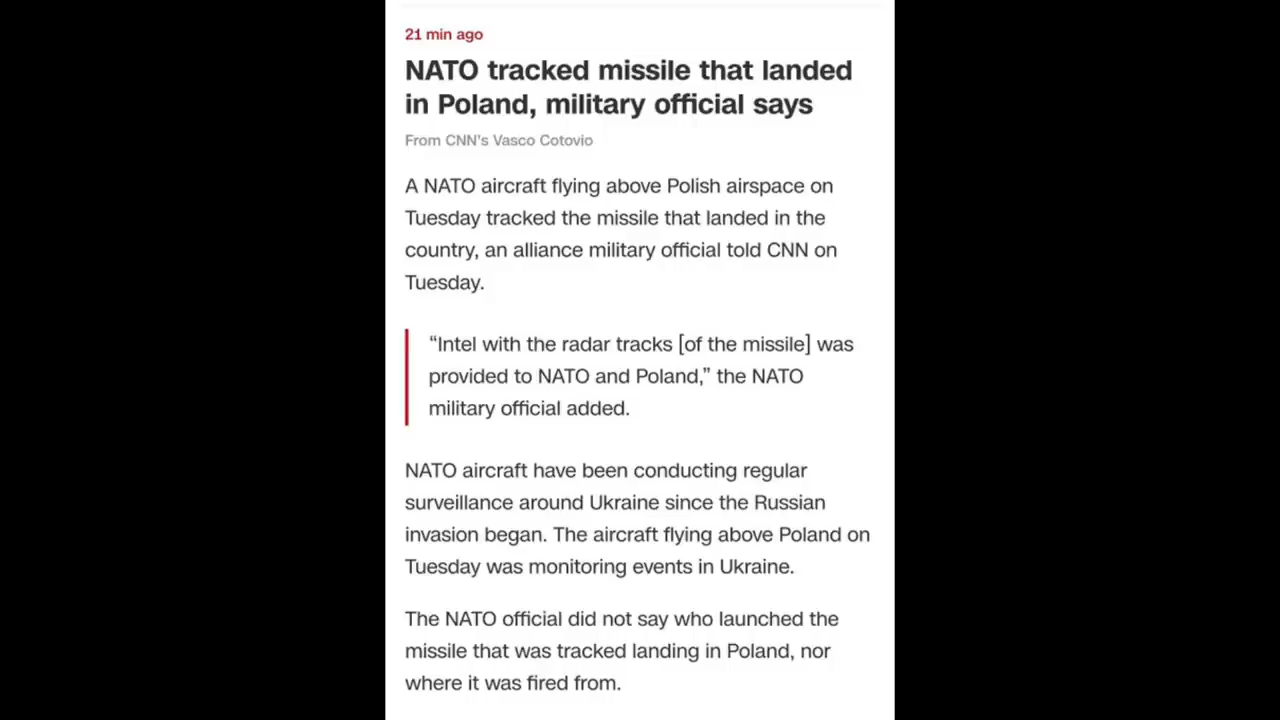 21 min ago
NATO tracked missile that landed
in Poland, military official says
From CNN's Vasco Cotovio
A NATO aircraft flying above Polish airspace on
Tuesday tracked the missile that landed in the
country, an alliance military official told CNN on
Tuesday.
“Intel with the radar tracks [of the missile] was
provided to NATO and Poland,” the NATO
military official added.
NATO aircraft have been conducting regular
surveillance around Ukraine since the Russian
invasion began. The aircraft flying above Poland on
Tuesday was monitoring events in Ukraine.
The NATO official did not say who launched the
missile that was tracked landing in Poland, nor
where it was fired from.